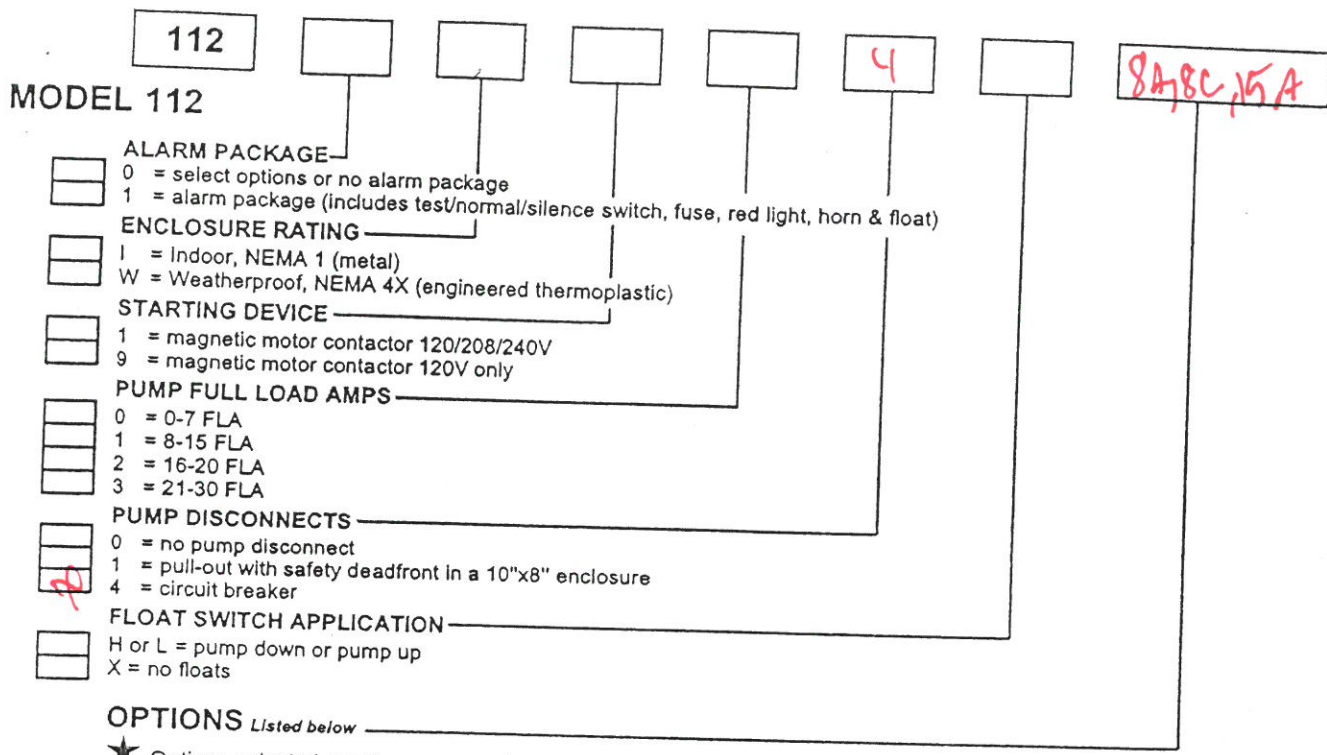 112 4 8A,8C,15A
MODEL 112
ALARM PACKAGE
0 = select options or no alarm package
1 = alarm package (includes test/normal/silence switch, fuse, red light, horn & float)
ENCLOSURE RATING
I = Indoor, NEMA 1 (metal)
W = Weatherproof, NEMA 4X (engineered thermoplastic)
STARTING DEVICE
1 = magnetic motor contactor 120/208/240V
9 = magnetic motor contactor 120V only
PUMP FULL LOAD AMPS
0 = 0-7 FLA
1 = 8-15 FLA
2 = 16-20 FLA
3 = 21-30 FLA
PUMP DISCONNECTS
0 = no pump disconnect
1 = pull-out with safety deadfront in a 10"x8" enclosure
4 = circuit breaker
FLOAT SWITCH APPLICATION
H or L = pump down or pump up
X = no floats
OPTIONS Listed below